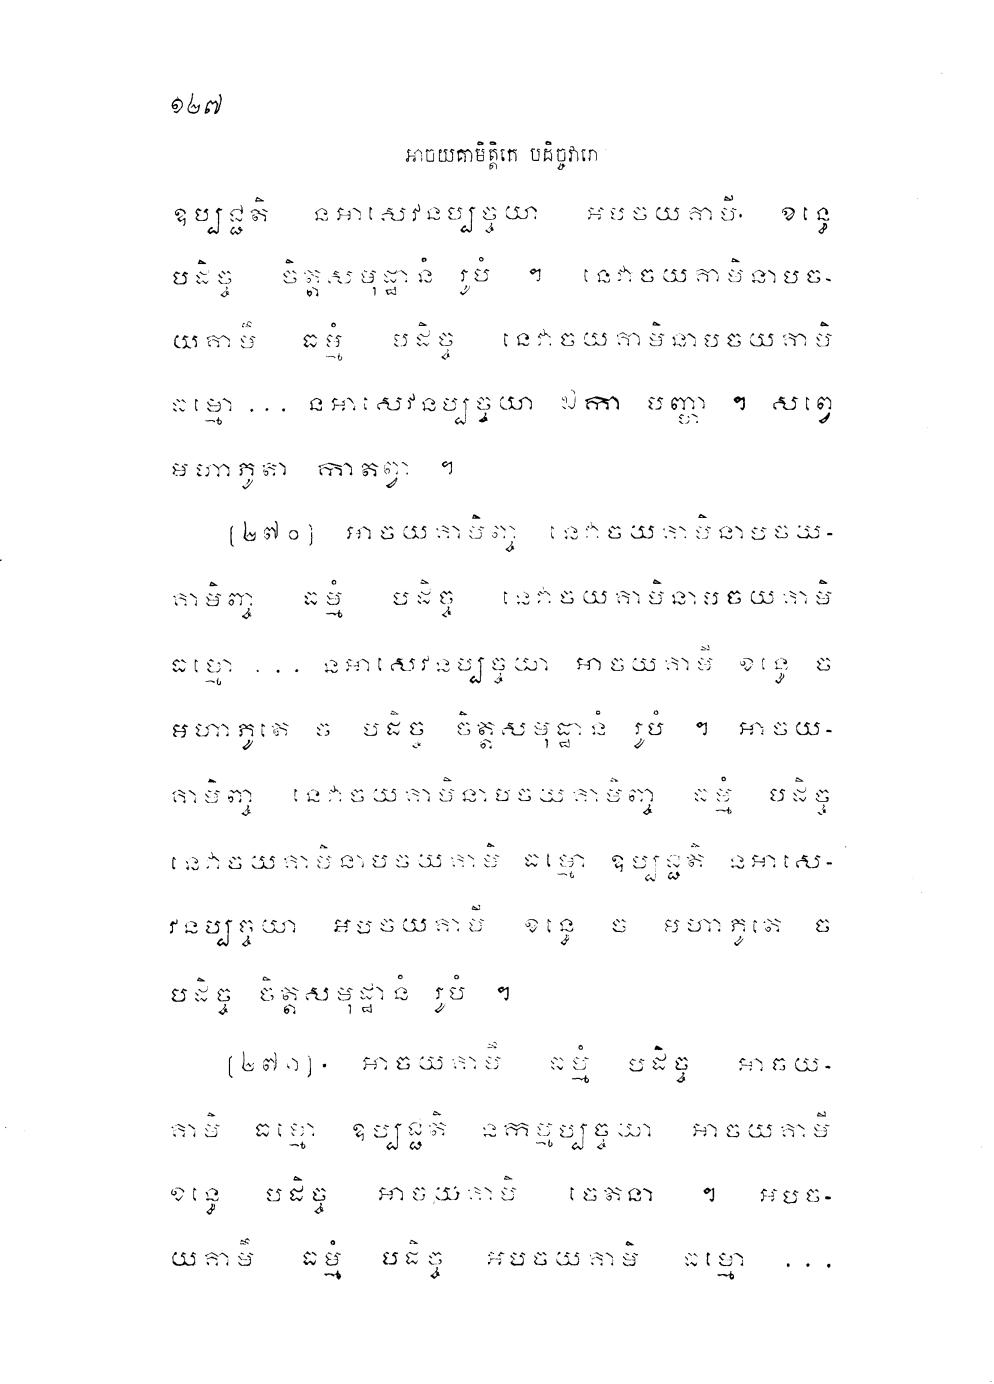 ១២៧
អាចយគាមិត្តិកេ បដិច្ចវារោ
ឧប្បជ្ជតិ នអាសេវនប្បច្ចយា អបចយគាមី ខន្ធេ
បដិច្ច ចិត្តសមុដ្ឋានំ រូបំ ។ នេវាចយគាមិនាបច-
យគាមឹ ធម្មំ បដិច្ច នេវាចយគាមិនាបចយគាមិ
ធម្មោ ... នអាសេវនប្បច្ចយា ឯកា បញ្ហា ។ សព្វេ
មហាភូតា កាតព្វា ។
(២៧០) អាចយគាមិញ្ច នេវាចយគាមិនាបចយ-
គាមិញ្ច ធម្មំ បដិច្ច នេវាចយគាមិនាបចយគាមិ
ធម្មោ ... នអាសេវនប្បច្ចយា អាចយគាមី ខន្ធេ ច
មហាភូតេ ច បដិច្ច ចិត្តសមុដ្ឋានំ រូបំ ។ អាចយ-
គាមិញ្ច នេវាចយគាមិនាបចយគាមិញ្ច ធម្មំ បដិច្ច
នេវាចយគាមិនាបចយគាមិ ធម្មោ ឧប្បជ្ជតិ នអាសេ-
វនប្បច្ចយា អបចយគាមី ខន្ធេ ច មហាភូតេ ច
បដិច្ច ចិត្តសមុដ្ឋានំ រូបំ ។
(២៧១) អាចយគាមឹ ធម្មំ បដិច្ច អាចយ-
គាមិ ធម្មោ ឧប្បជ្ជតិ នកម្មប្បច្ចយា អាចយគាមី
ខន្ធេ បដិច្ច អាចយគាមិ ចេតនា ។ អបច-
យគាមឹ ធម្មំ បដិច្ច អបចយគាមិ ធម្មោ ...